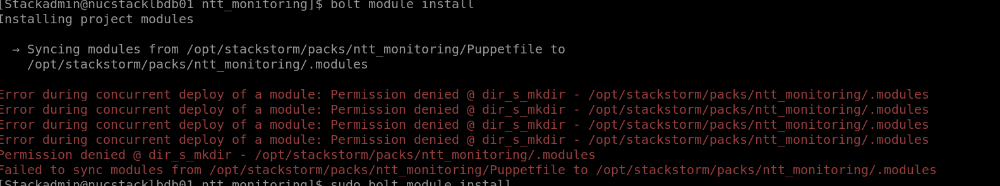 [Stackadmin@nucstacklbdb01 ntt_monitoring]$ bolt module install
Installing project modules
→ Syncing modules from /opt/stackstorm/packs/ntt_monitoring/Puppetfile to
/opt/stackstorm/packs/ntt_monitoring/.modules
Error during concurrent deploy of a module: Permission denied @ dir_s_mkdir - /opt/stackstorm/packs/ntt_monitoring/.modules
Error during concurrent deploy of a module: Permission denied @ dir_s_mkdir - /opt/stackstorm/packs/ntt_monitoring/.modules
Error during concurrent deploy of a module: Permission denied @ dir_s_mkdir - /opt/stackstorm/packs/ntt_monitoring/.modules
Error during concurrent deploy of a module: Permission denied @ dir_s_mkdir - /opt/stackstorm/packs/ntt_monitoring/.modules
Permission denied @ dir_s_mkdir - /opt/stackstorm/packs/ntt_monitoring/.modules
Failed to sync modules from /opt/stackstorm/packs/ntt_monitoring/Puppetfile to /opt/stackstorm/packs/ntt_monitoring/.modules
[Stackadmin@nucstacklbdb01 ntt_monitoring]$ sudo bolt module install